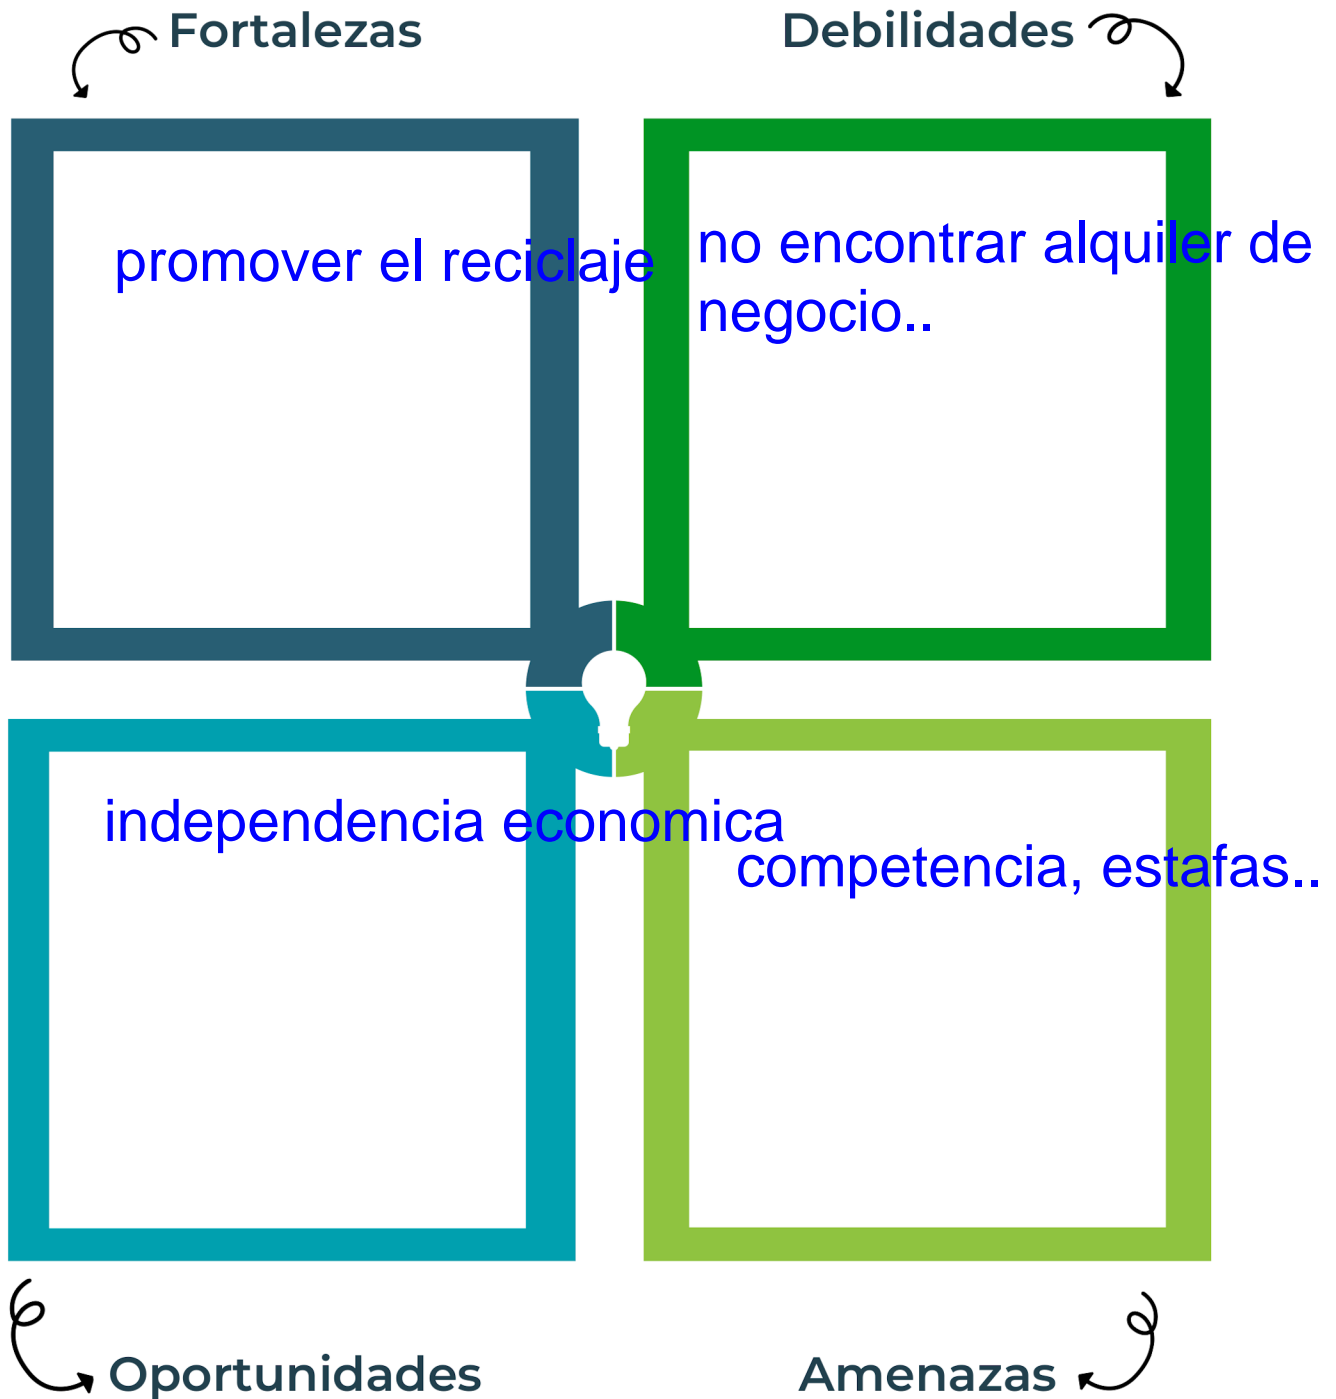 Fortalezas
Debilidades
promover el reciclaje
no encontrar alquiler de
negocio..
independencia economica
competencia, estafas..
Oportunidades
Amenazas